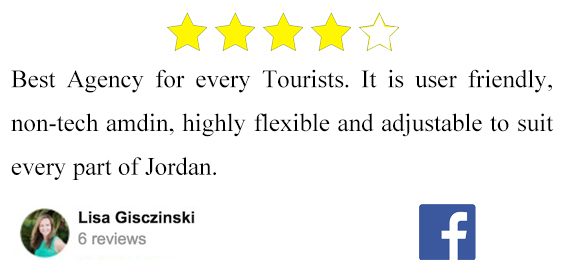 Best Agency for every Tourists. It is user friendly,
non-tech amdin, highly flexible and adjustable to suit
every part of Jordan.
Lisa Gisczinski
6 reviews
f